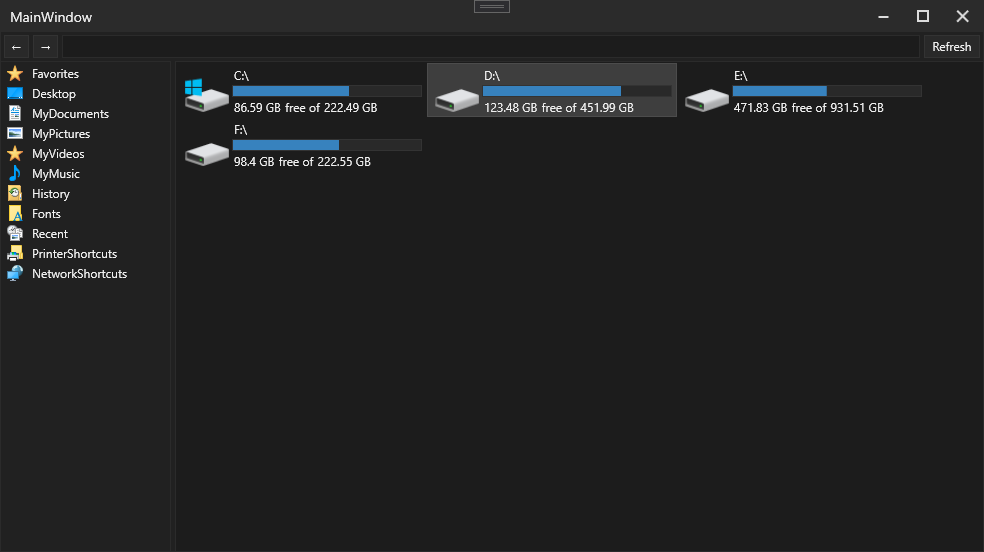 MainWindow
← → Refresh
Favorites
Desktop
MyDocuments
MyPictures
MyVideos
MyMusic
History
Fonts
Recent
PrinterShortcuts
NetworkShortcuts
C:\
86.59 GB free of 222.49 GB
D:\
123.48 GB free of 451.99 GB
E:\
471.83 GB free of 931.51 GB
F:\
98.4 GB free of 222.55 GB